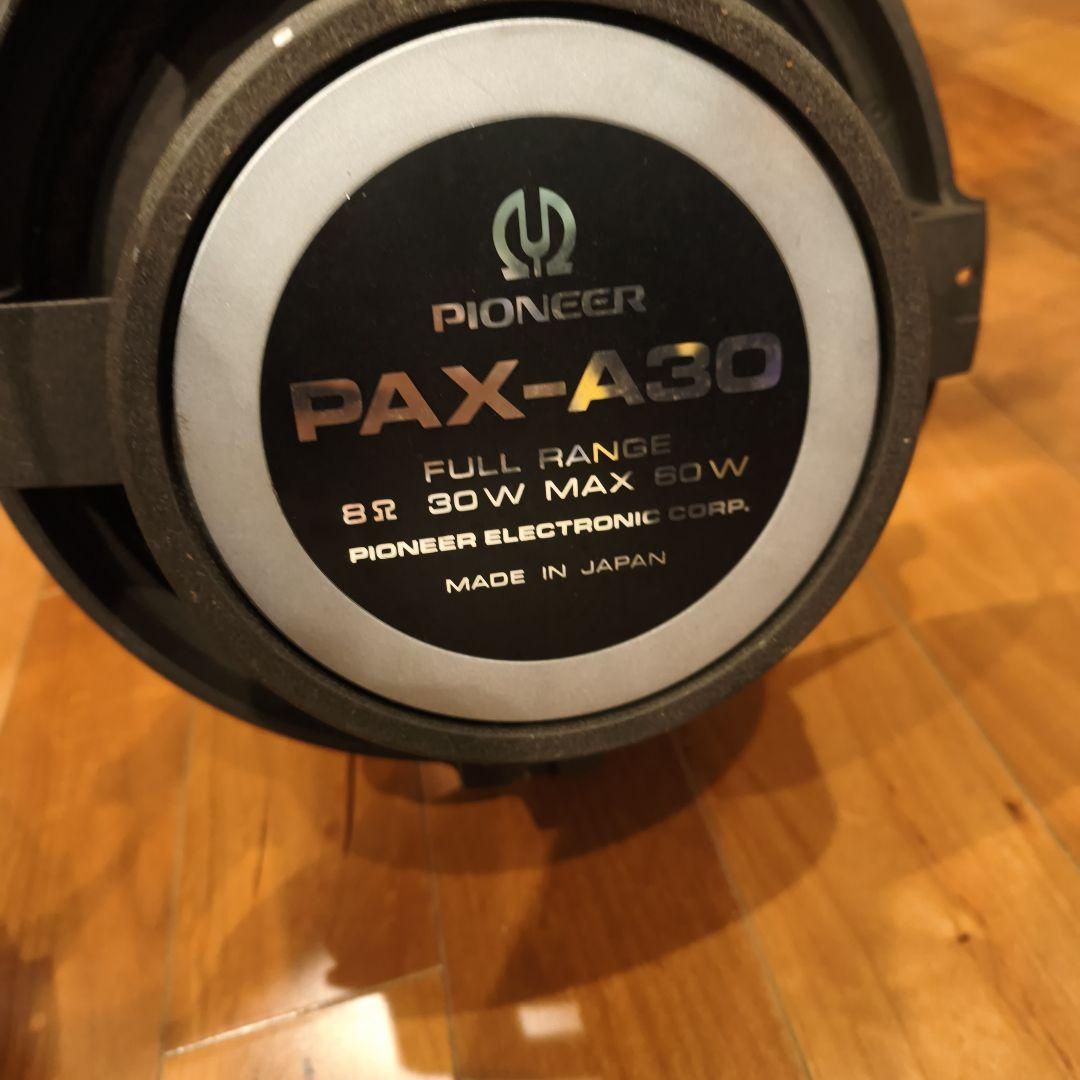 PIONEER
PAX-A30
FULL RANGE
8Ω 30W MAX 60W
PIONEER ELECTRONIC CORP.
MADE IN JAPAN